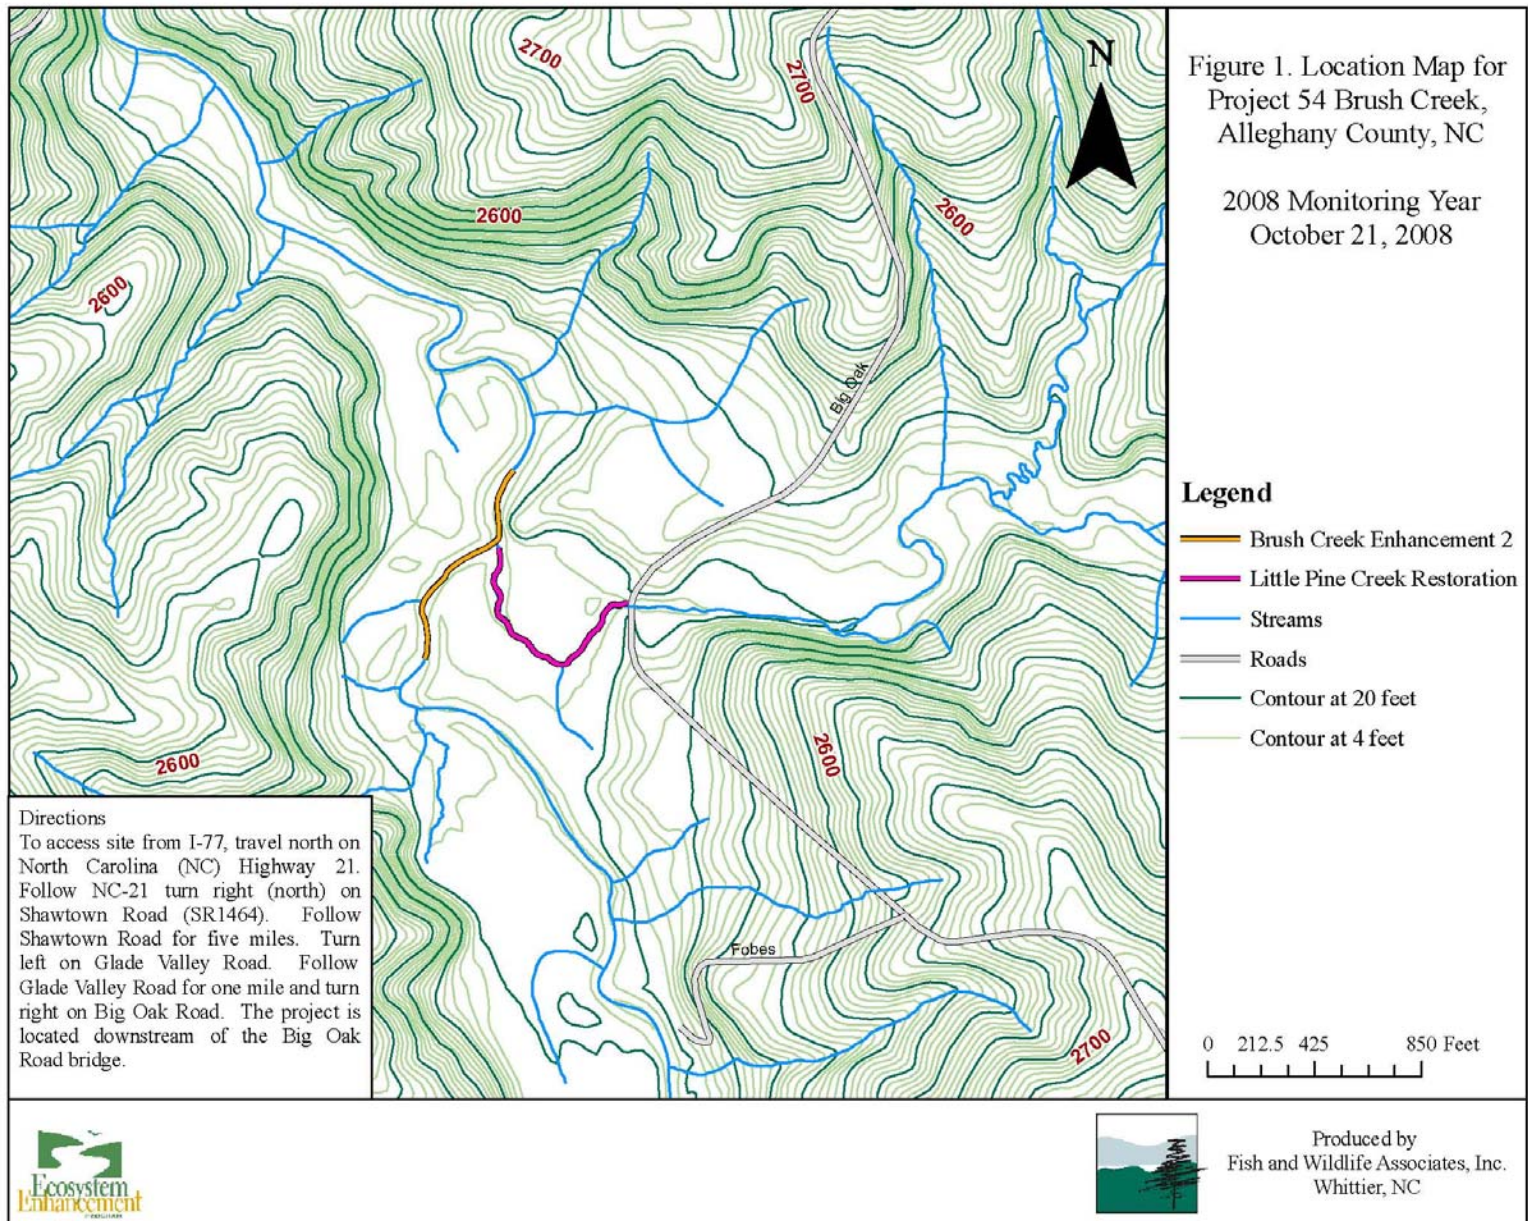 Figure 1. Location Map for
Project 54 Brush Creek,
Alleghany County, NC
2008 Monitoring Year
October 21, 2008
N
2700
2700
2600
2600
2600
Big Oak
2600
2600
Fobes
2700
Legend
Brush Creek Enhancement 2
Little Pine Creek Restoration
Streams
Roads
Contour at 20 feet
Contour at 4 feet
0 212.5 425 850 Feet
Directions
To access site from I-77, travel north on
North Carolina (NC) Highway 21.
Follow NC-21 turn right (north) on
Shawtown Road (SR1464). Follow
Shawtown Road for five miles. Turn
left on Glade Valley Road. Follow
Glade Valley Road for one mile and turn
right on Big Oak Road. The project is
located downstream of the Big Oak
Road bridge.
Ecosystem
Enhancement
Produced by
Fish and Wildlife Associates, Inc.
Whittier, NC